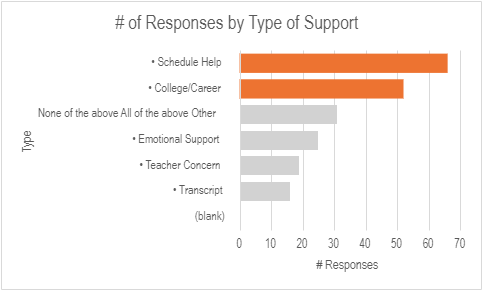 # of Responses by Type of Support
• Schedule Help
• College/Career
None of the above All of the above Other
• Emotional Support
• Teacher Concern
• Transcript
(blank)
Type
0 10 20 30 40 50 60 70
# Responses